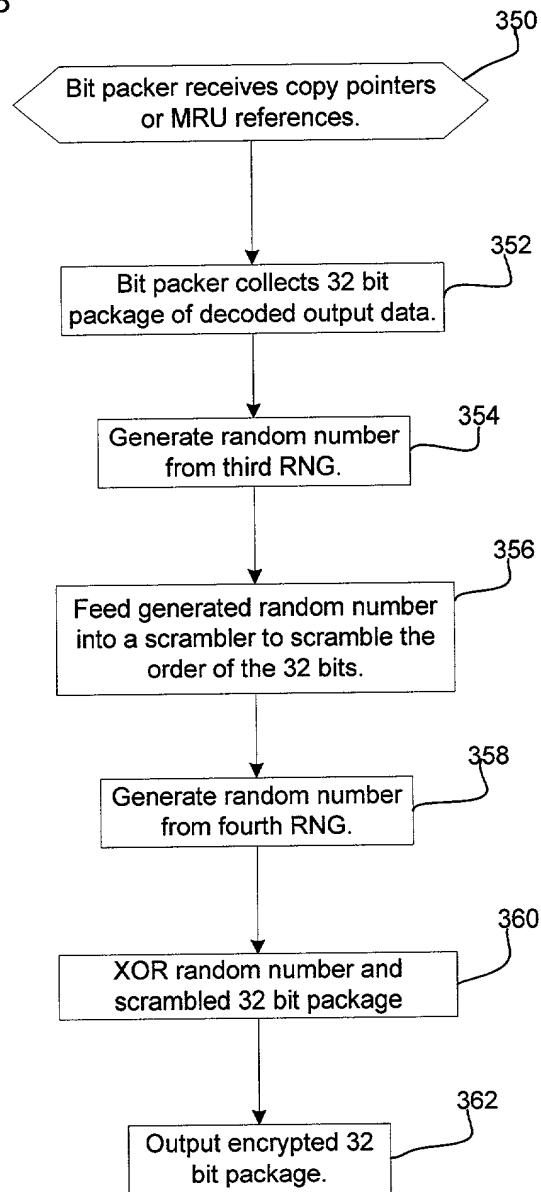 350
Bit packer receives copy pointers
or MRU references.
352
Bit packer collects 32 bit
package of decoded output data.
354
Generate random number
from third RNG.
356
Feed generated random number
into a scrambler to scramble the
order of the 32 bits.
358
Generate random number
from fourth RNG.
360
XOR random number and
scrambled 32 bit package
362
Output encrypted 32
bit package.